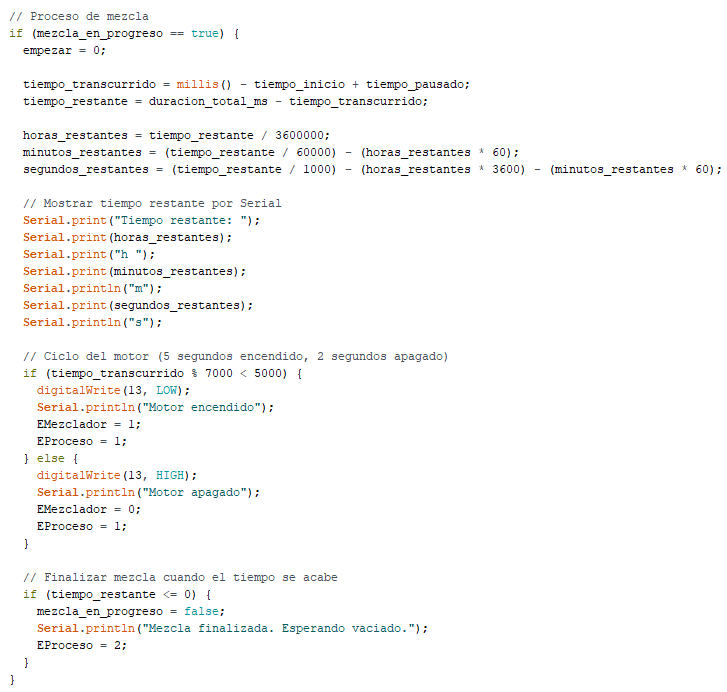 // Proceso de mezcla
if (mezcla_en_progreso == true) {
  empezar = 0;

  tiempo_transcurrido = millis() - tiempo_inicio + tiempo_pausado;
  tiempo_restante = duracion_total_ms - tiempo_transcurrido;

  horas_restantes = tiempo_restante / 3600000;
  minutos_restantes = (tiempo_restante / 60000) - (horas_restantes * 60);
  segundos_restantes = (tiempo_restante / 1000) - (horas_restantes * 3600) - (minutos_restantes * 60);

  // Mostrar tiempo restante por Serial
  Serial.print("Tiempo restante: ");
  Serial.print(horas_restantes);
  Serial.print("h ");
  Serial.print(minutos_restantes);
  Serial.println("m");
  Serial.print(segundos_restantes);
  Serial.println("s");

  // Ciclo del motor (5 segundos encendido, 2 segundos apagado)
  if (tiempo_transcurrido % 7000 < 5000) {
    digitalWrite(13, LOW);
    Serial.println("Motor encendido");
    EMezclador = 1;
    EProceso = 1;
  } else {
    digitalWrite(13, HIGH);
    Serial.println("Motor apagado");
    EMezclador = 0;
    EProceso = 1;
  }

  // Finalizar mezcla cuando el tiempo se acabe
  if (tiempo_restante <= 0) {
    mezcla_en_progreso = false;
    Serial.println("Mezcla finalizada. Esperando vaciado.");
    EProceso = 2;
  }
}